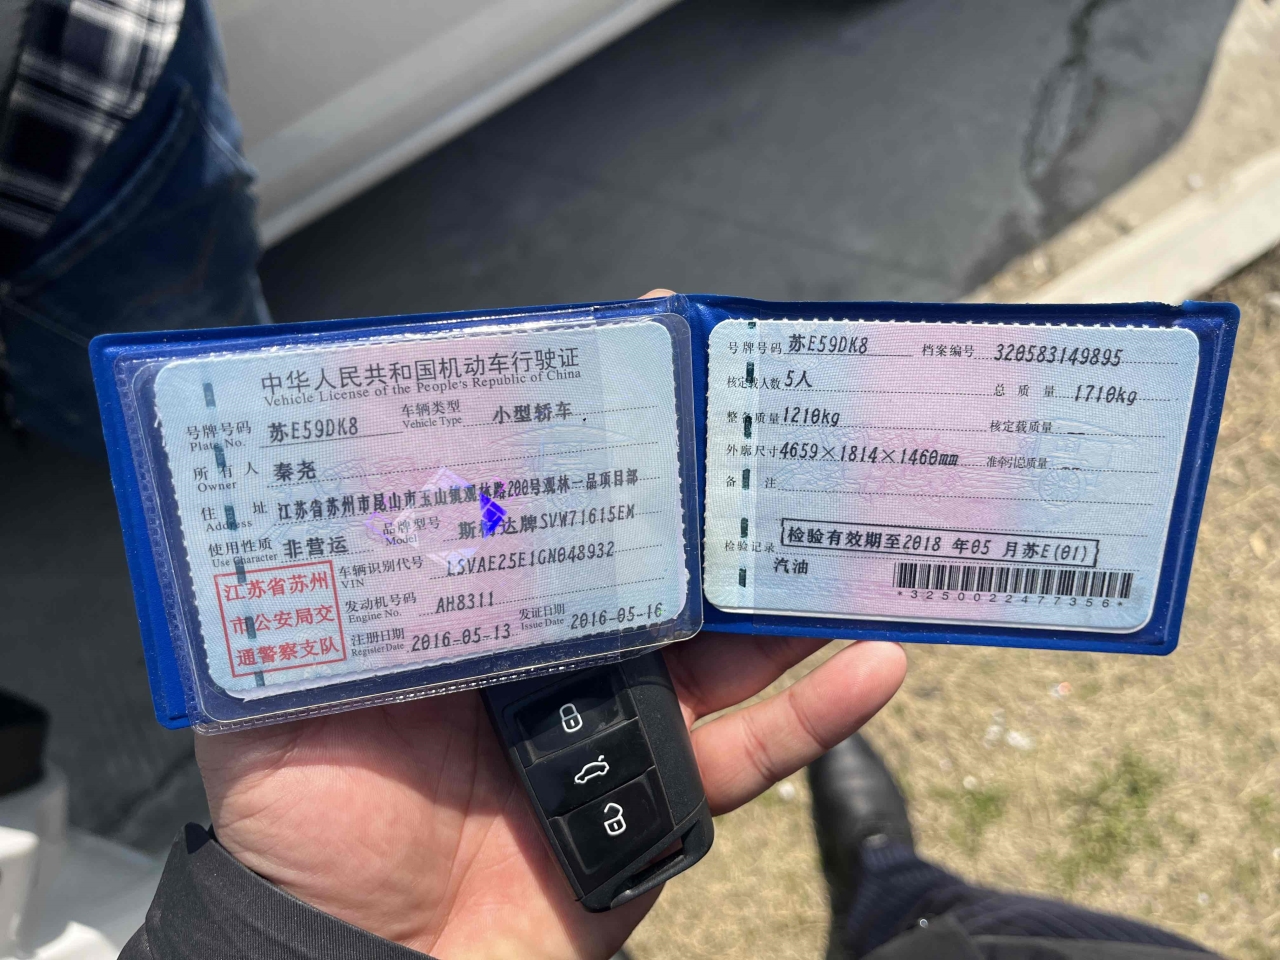 中华人民共和国机动车行驶证
Vehicle License of the People's Republic of China
号牌号码 苏E59DK8 车辆类型 小型轿车
Plate No. Vehicle Type
所有人 秦尧
Owner
住址 江苏省苏州市昆山市玉山镇观林路200号观林一品项目部
Address
使用性质 非营运 品牌型号 斯柯达牌SVW71615EM
Use Character Model
车辆识别代号 LSVAE25E1GN048932
VIN
发动机号码 AH8311
Engine No.
注册日期 2016-05-13 发证日期 2016-05-16
Register Date Issue Date
江苏省苏州
市公安局交
通警察支队
号牌号码 苏E59DK8 档案编号 320583149895
核定载人数 5人 总质量 1710kg
整备质量 1210kg 核定载质量 --
外廓尺寸 4659×1814×1460mm 准牵引总质量 --
备注
检验记录 检验有效期至2018 年05 月苏E(01)
汽油
*3250022477356*